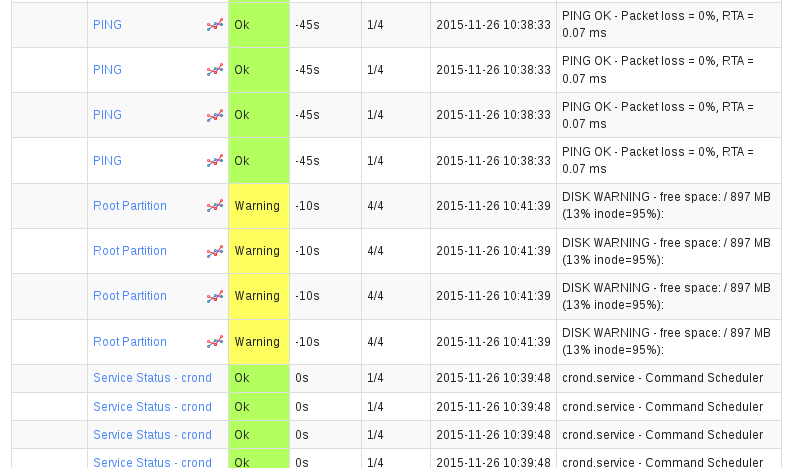 PING Ok -45s 1/4 2015-11-26 10:38:33 PING OK - Packet loss = 0%, RTA =
0.07 ms
PING Ok -45s 1/4 2015-11-26 10:38:33 PING OK - Packet loss = 0%, RTA =
0.07 ms
PING Ok -45s 1/4 2015-11-26 10:38:33 PING OK - Packet loss = 0%, RTA =
0.07 ms
PING Ok -45s 1/4 2015-11-26 10:38:33 PING OK - Packet loss = 0%, RTA =
0.07 ms
Root Partition Warning -10s 4/4 2015-11-26 10:41:39 DISK WARNING - free space: / 897 MB
(13% inode=95%):
Root Partition Warning -10s 4/4 2015-11-26 10:41:39 DISK WARNING - free space: / 897 MB
(13% inode=95%):
Root Partition Warning -10s 4/4 2015-11-26 10:41:39 DISK WARNING - free space: / 897 MB
(13% inode=95%):
Root Partition Warning -10s 4/4 2015-11-26 10:41:39 DISK WARNING - free space: / 897 MB
(13% inode=95%):
Service Status - crond Ok 0s 1/4 2015-11-26 10:39:48 crond.service - Command Scheduler
Service Status - crond Ok 0s 1/4 2015-11-26 10:39:48 crond.service - Command Scheduler
Service Status - crond Ok 0s 1/4 2015-11-26 10:39:48 crond.service - Command Scheduler
Service Status - crond Ok 0s 1/4 2015-11-26 10:39:48 crond.service - Command Scheduler